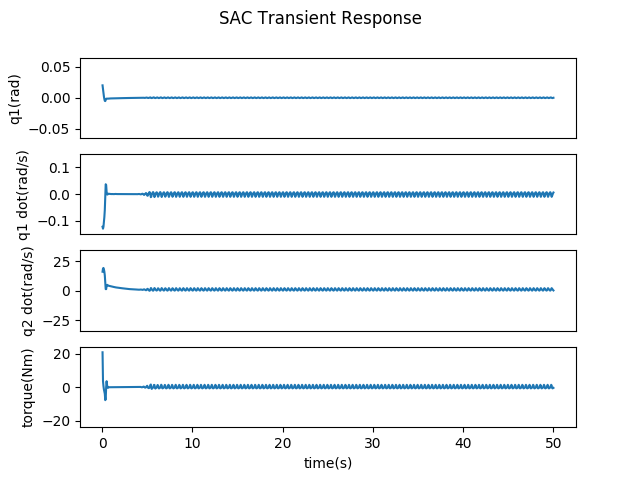 SAC Transient Response
0.05
0.00
−0.05
q1(rad)
0.1
0.0
−0.1
q1 dot(rad/s)
25
0
−25
q2 dot(rad/s)
20
0
−20
torque(Nm)
0 10 20 30 40 50
time(s)